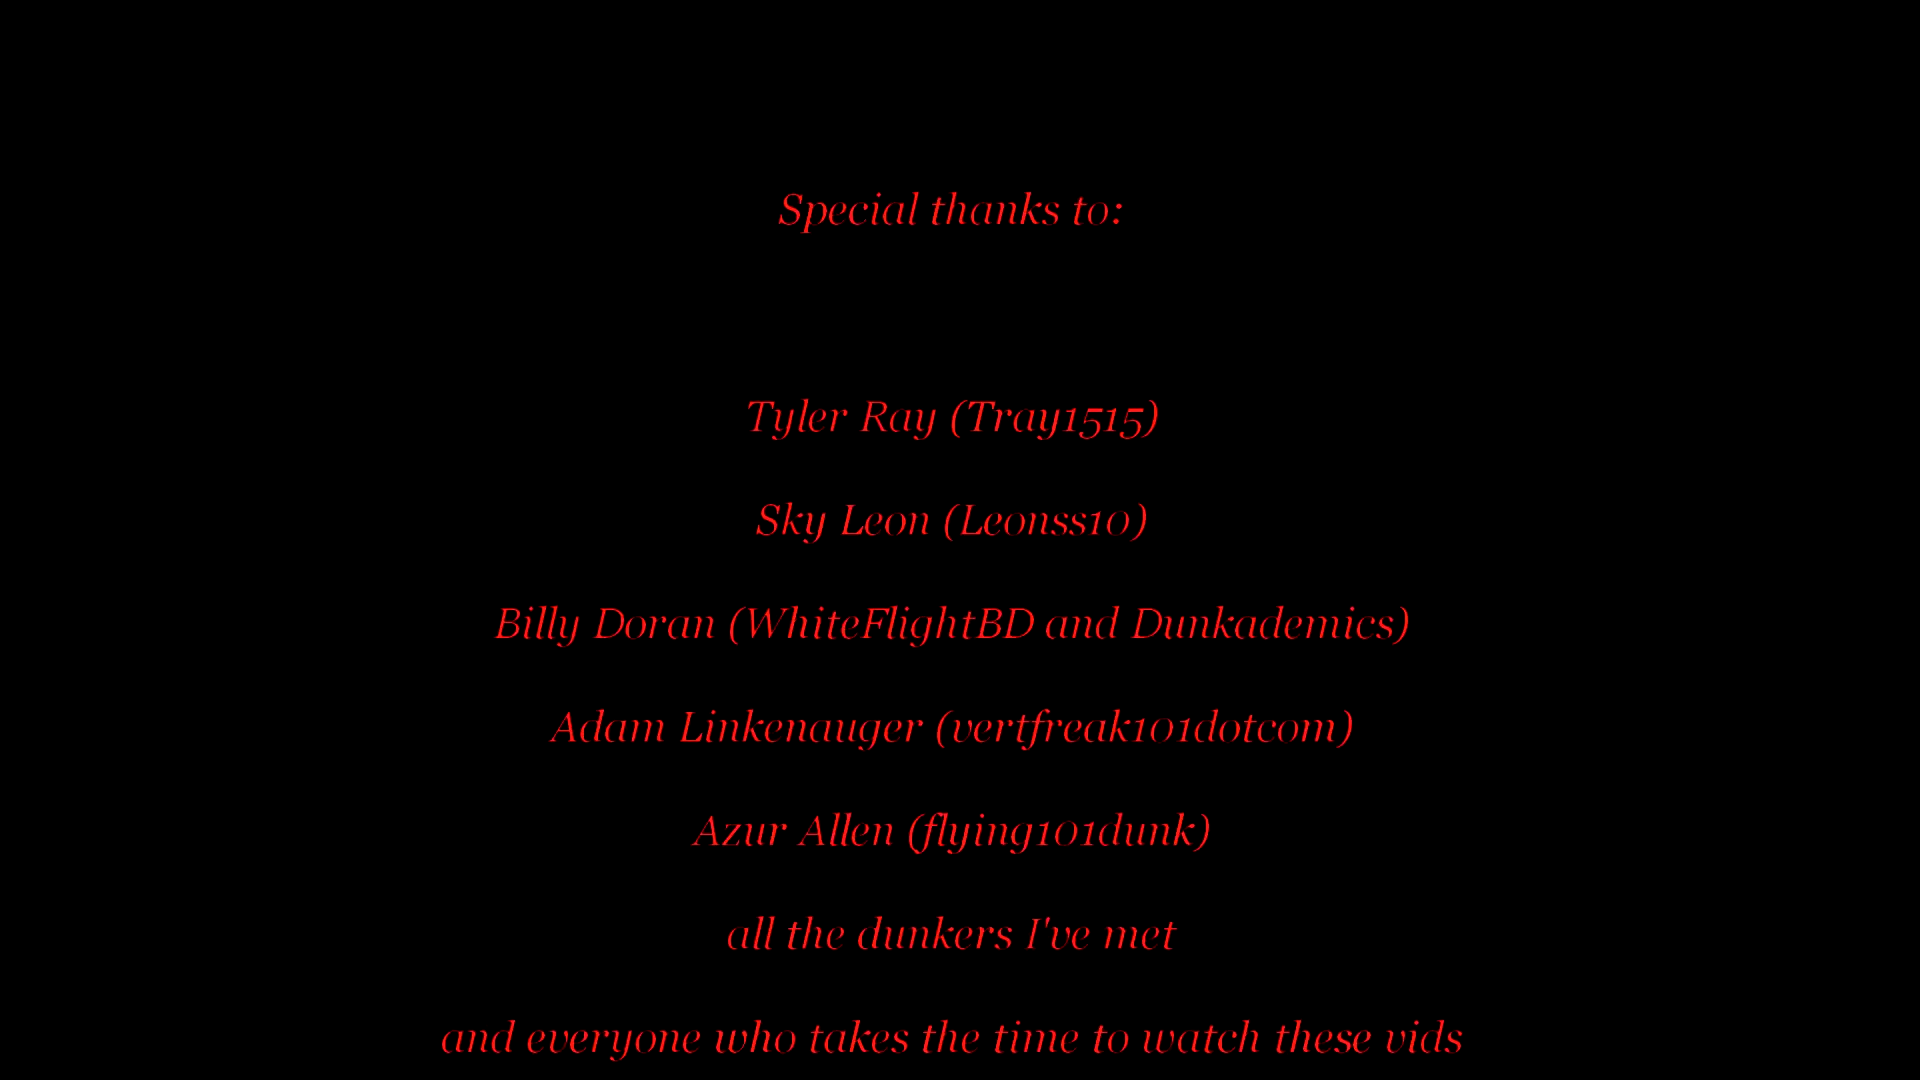 Special thanks to:
Tyler Ray (Tray1515)
Sky Leon (Leonss10)
Billy Doran (WhiteFlightBD and Dunkademics)
Adam Linkenauger (vertfreak101dotcom)
Azur Allen (flying101dunk)
all the dunkers I've met
and everyone who takes the time to watch these vids